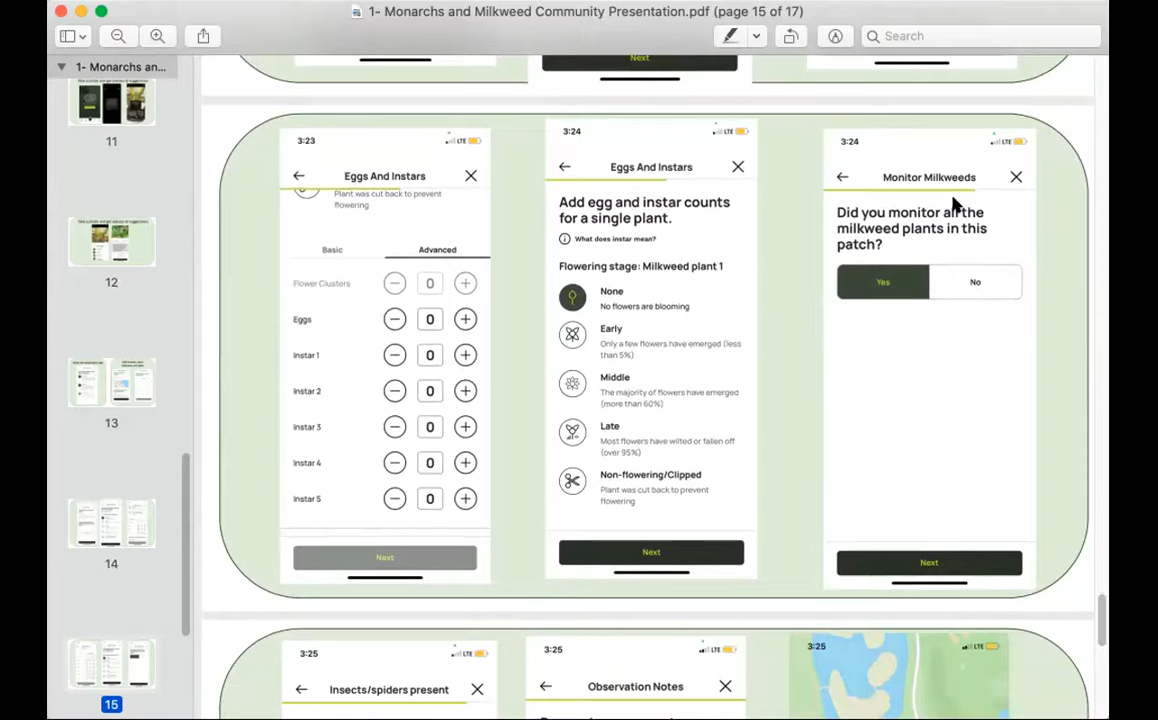 1- Monarchs and Milkweed Community Presentation.pdf (page 15 of 17)
Search
1- Monarchs an...
11
12
13
14
15
Next
3:23
LTE
Eggs And Instars
Plant was cut back to prevent
flowering
Basic
Advanced
Flower Clusters
0
Eggs
0
Instar 1
0
Instar 2
0
Instar 3
0
Instar 4
0
Instar 5
0
Next
3:24
LTE
Eggs And Instars
Add egg and instar counts
for a single plant.
What does instar mean?
Flowering stage: Milkweed plant 1
None
No flowers are blooming
Early
Only a few flowers have emerged (less
than 5%)
Middle
The majority of flowers have emerged
(more than 60%)
Late
Most flowers have wilted or fallen off
(over 95%)
Non-flowering/Clipped
Plant was cut back to prevent
flowering
Next
3:24
LTE
Monitor Milkweeds
Did you monitor all the
milkweed plants in this
patch?
Yes
No
Next
3:25
LTE
Insects/spiders present
3:25
LTE
Observation Notes
3:25
LTE